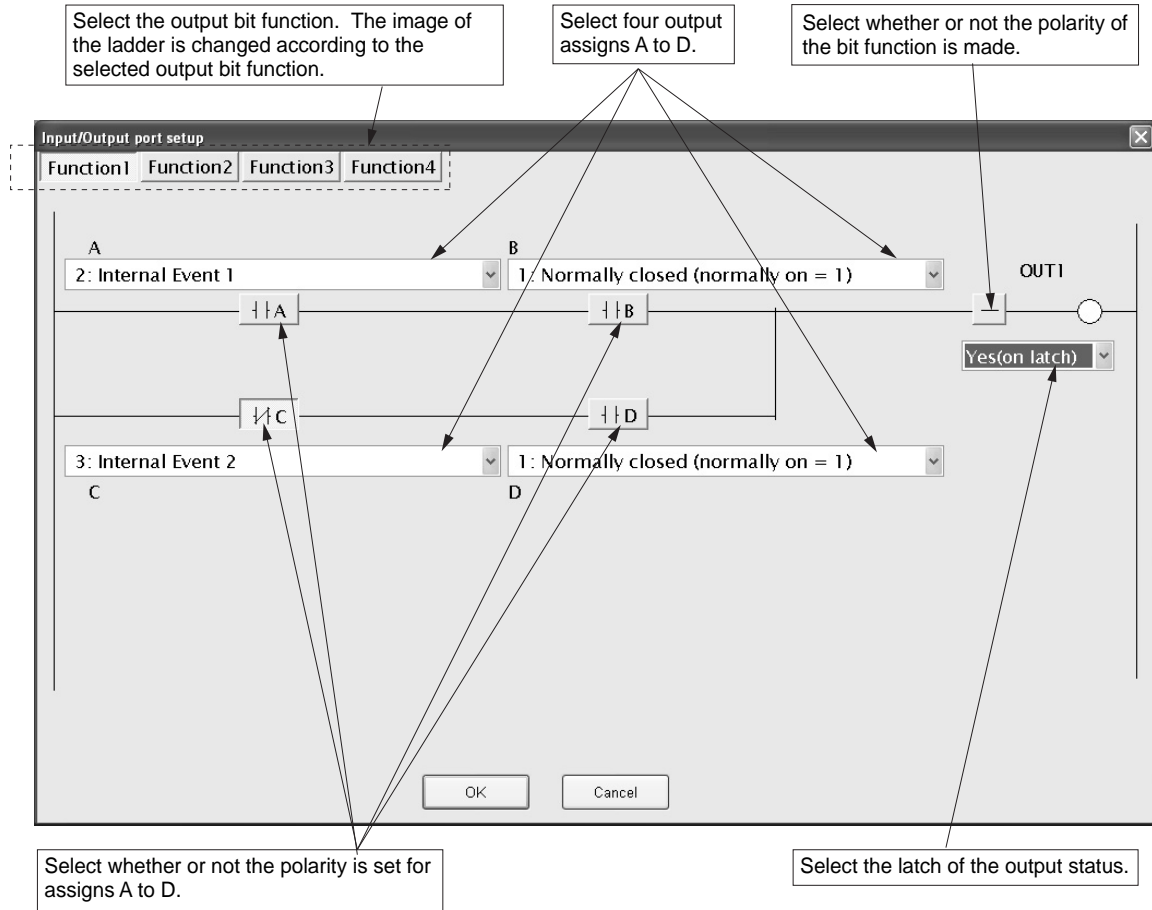 Select the output bit function.  The image of
the ladder is changed according to the
selected output bit function.
Select four output
assigns A to D.
Select whether or not the polarity of
the bit function is made.
Input/Output port setup
Function1 Function2 Function3 Function4
A
B
2: Internal Event 1
1: Normally closed (normally on = 1)
OUT1
A
B
Yes(on latch)
C
D
3: Internal Event 2
1: Normally closed (normally on = 1)
C
D
OK
Cancel
Select whether or not the polarity is set for
assigns A to D.
Select the latch of the output status.